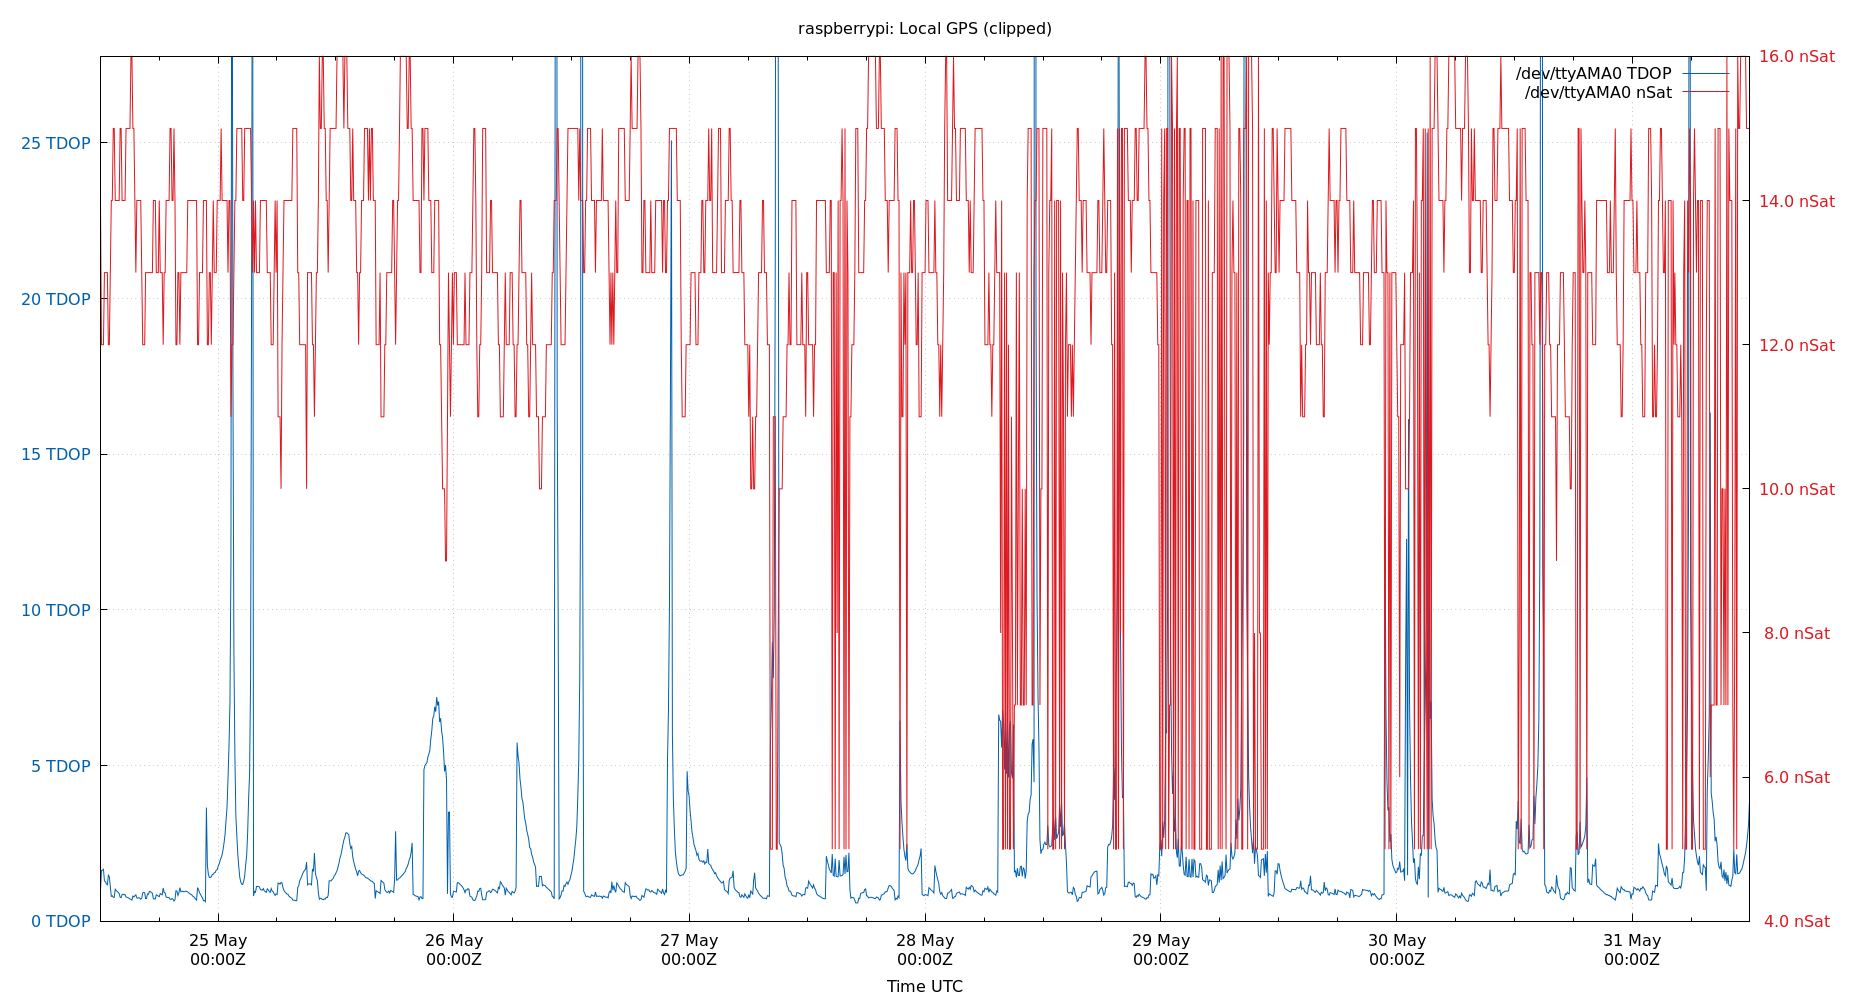 raspberrypi: Local GPS (clipped)
/dev/ttyAMA0 TDOP
/dev/ttyAMA0 nSat
25 TDOP
20 TDOP
15 TDOP
10 TDOP
5 TDOP
0 TDOP
16.0 nSat
14.0 nSat
12.0 nSat
10.0 nSat
8.0 nSat
6.0 nSat
4.0 nSat
25 May
00:00Z
26 May
00:00Z
27 May
00:00Z
28 May
00:00Z
29 May
00:00Z
30 May
00:00Z
31 May
00:00Z
Time UTC